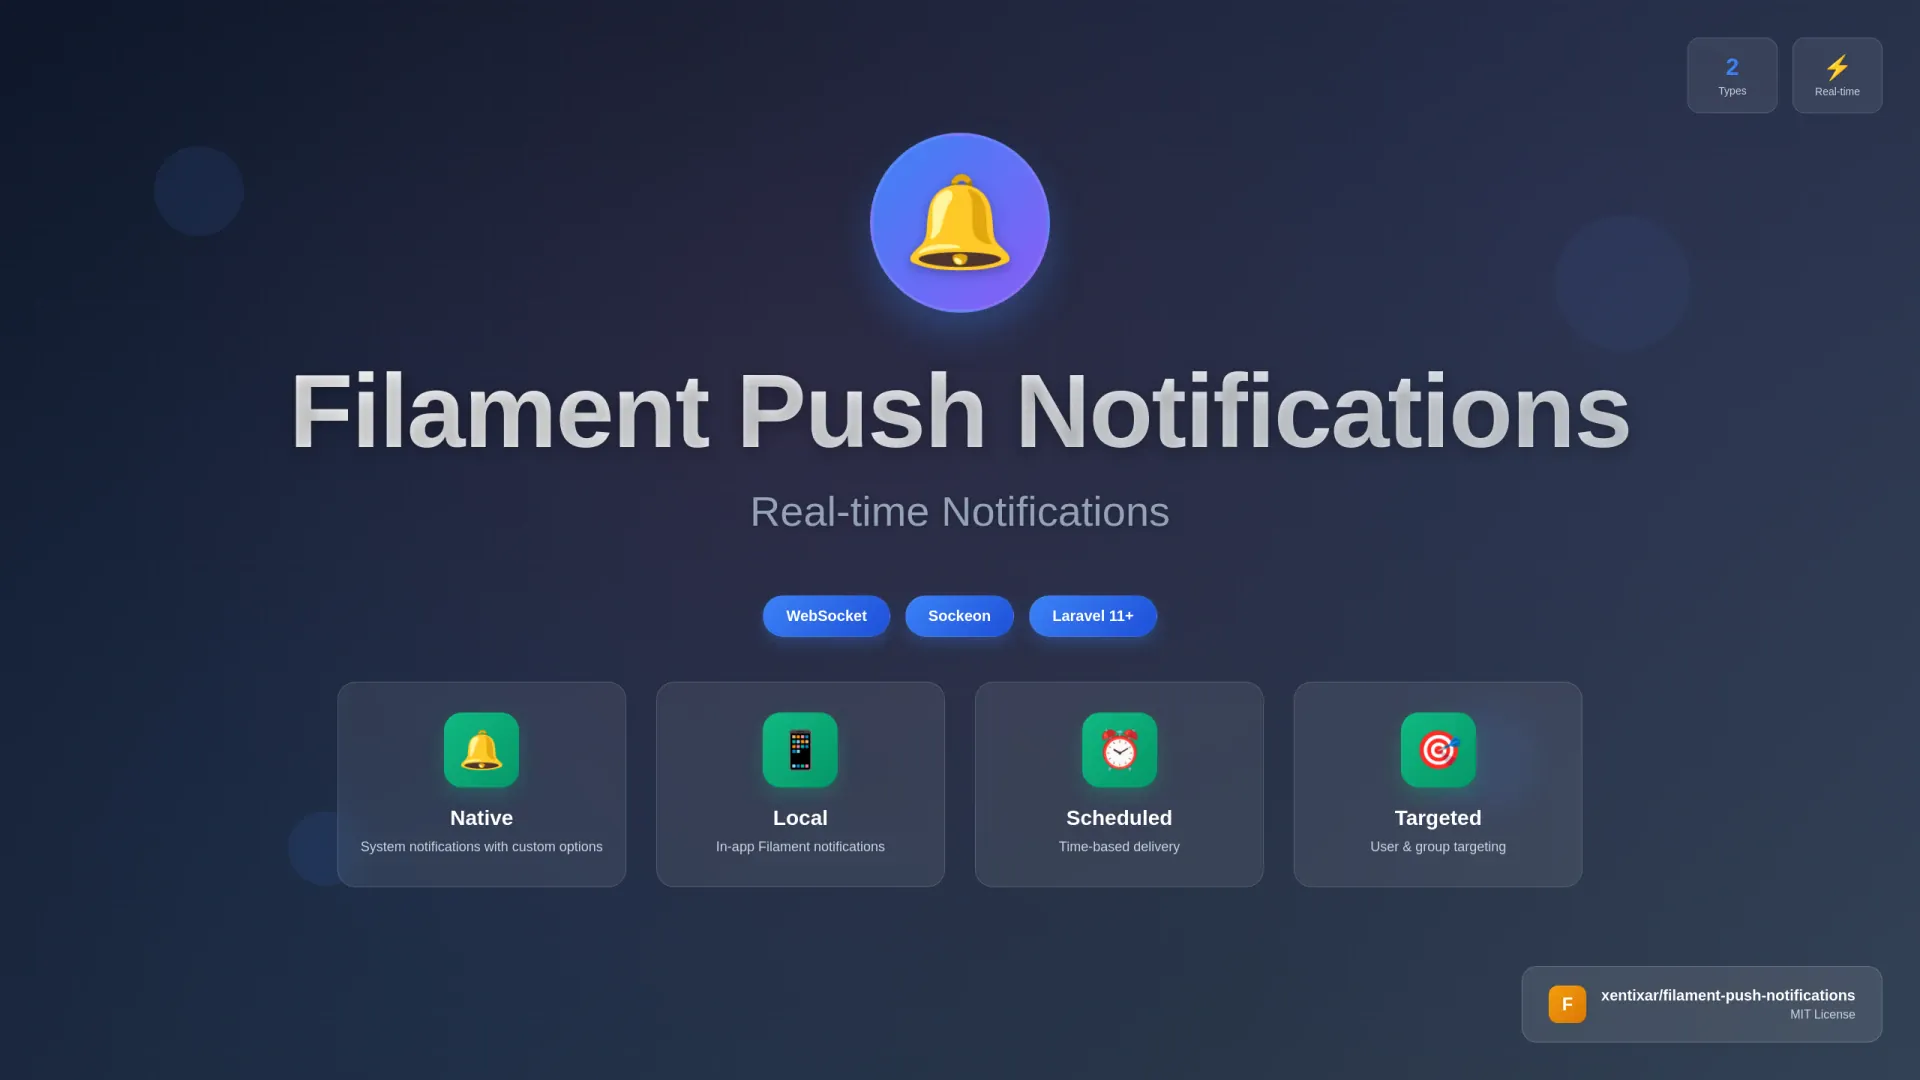 2
Types
Real-time
Filament Push Notifications
Real-time Notifications
WebSocket
Sockeon
Laravel 11+
Native
System notifications with custom options
Local
In-app Filament notifications
Scheduled
Time-based delivery
Targeted
User & group targeting
F
xentixar/filament-push-notifications
MIT License